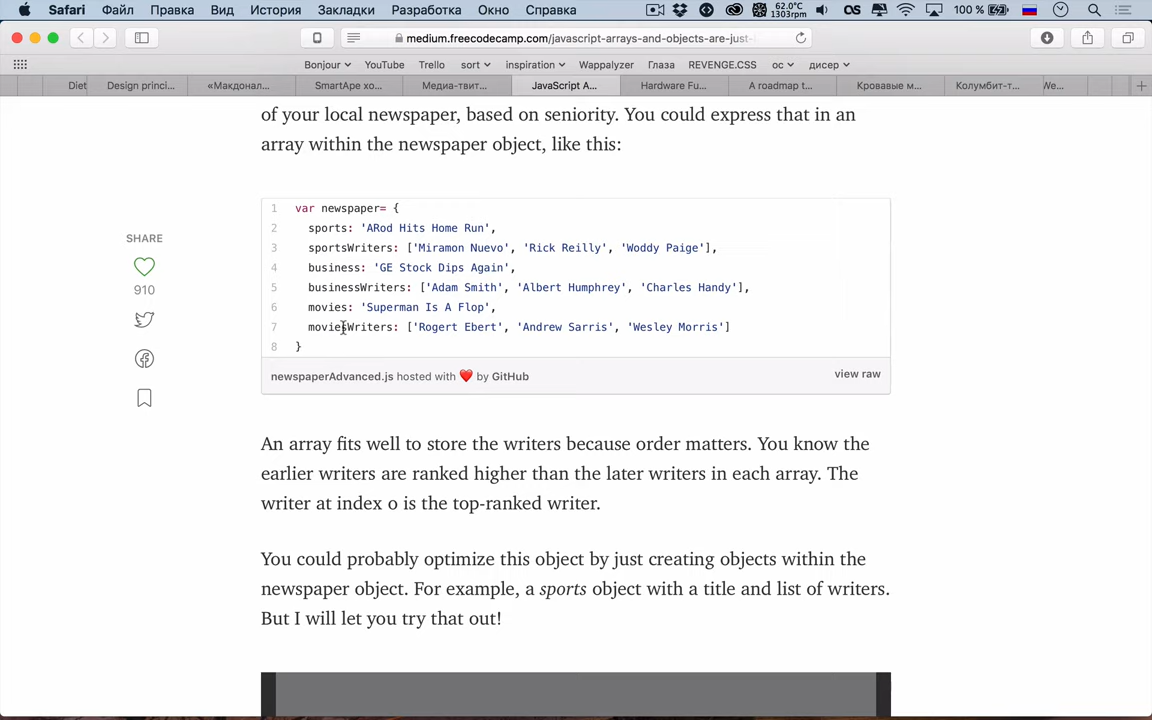 Safari Файл Правка Вид История Закладки Разработка Окно Справка 62.0°C 1303rpm 100 %
medium.freecodecamp.com/javascript-arrays-and-objects-are-just-
Bonjour YouTube Trello sort inspiration Wappalyzer Глаза REVENGE.CSS ос дисер
Diet Design princi... «Макдонал... SmartApe хо... Медиа-твит... JavaScript A... Hardware Fu... A roadmap t... Кровавые м... Колумбит-т... We...
of your local newspaper, based on seniority. You could express that in an
array within the newspaper object, like this:
1 var newspaper= {
2 sports: 'ARod Hits Home Run',
3 sportsWriters: ['Miramon Nuevo', 'Rick Reilly', 'Woddy Paige'],
4 business: 'GE Stock Dips Again',
5 businessWriters: ['Adam Smith', 'Albert Humphrey', 'Charles Handy'],
6 movies: 'Superman Is A Flop',
7 moviesWriters: ['Rogert Ebert', 'Andrew Sarris', 'Wesley Morris']
8 }
newspaperAdvanced.js hosted with ❤ by GitHub view raw
SHARE
910
An array fits well to store the writers because order matters. You know the
earlier writers are ranked higher than the later writers in each array. The
writer at index 0 is the top-ranked writer.
You could probably optimize this object by just creating objects within the
newspaper object. For example, a sports object with a title and list of writers.
But I will let you try that out!